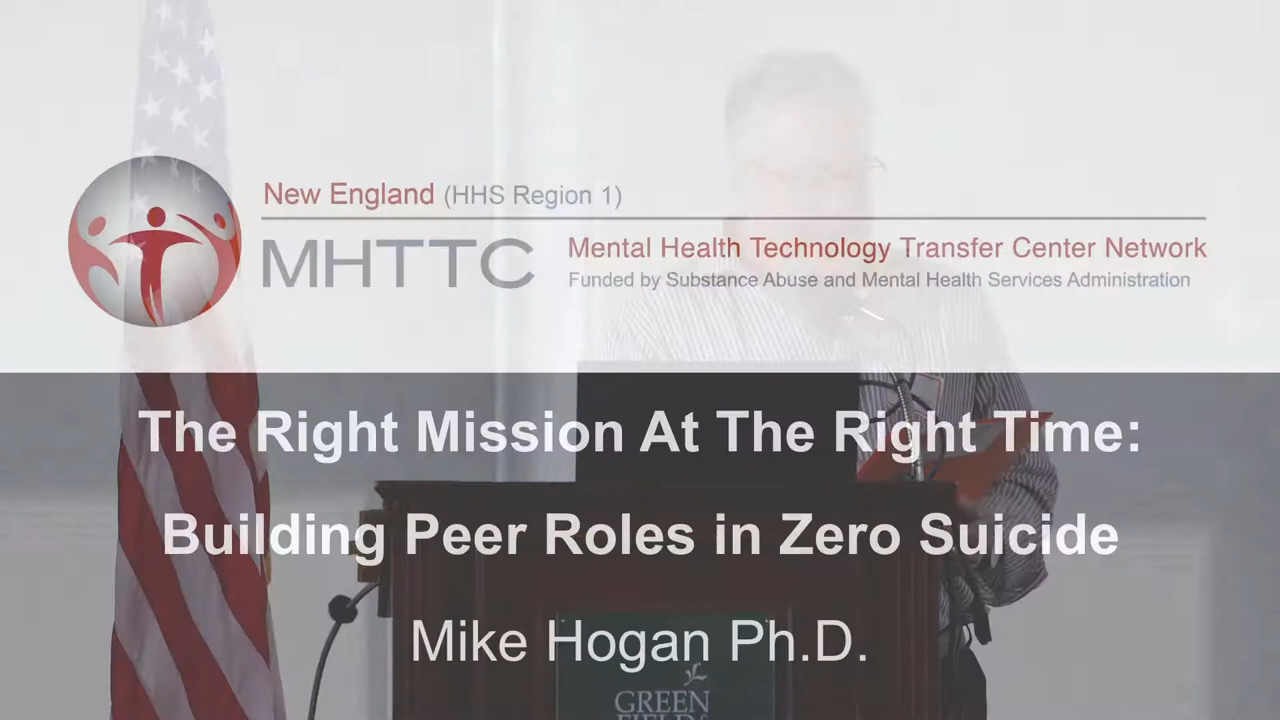 New England (HHS Region 1)
MHTTC
Mental Health Technology Transfer Center Network
Funded by Substance Abuse and Mental Health Services Administration
The Right Mission At The Right Time:
Building Peer Roles in Zero Suicide
Mike Hogan Ph.D.
GREEN